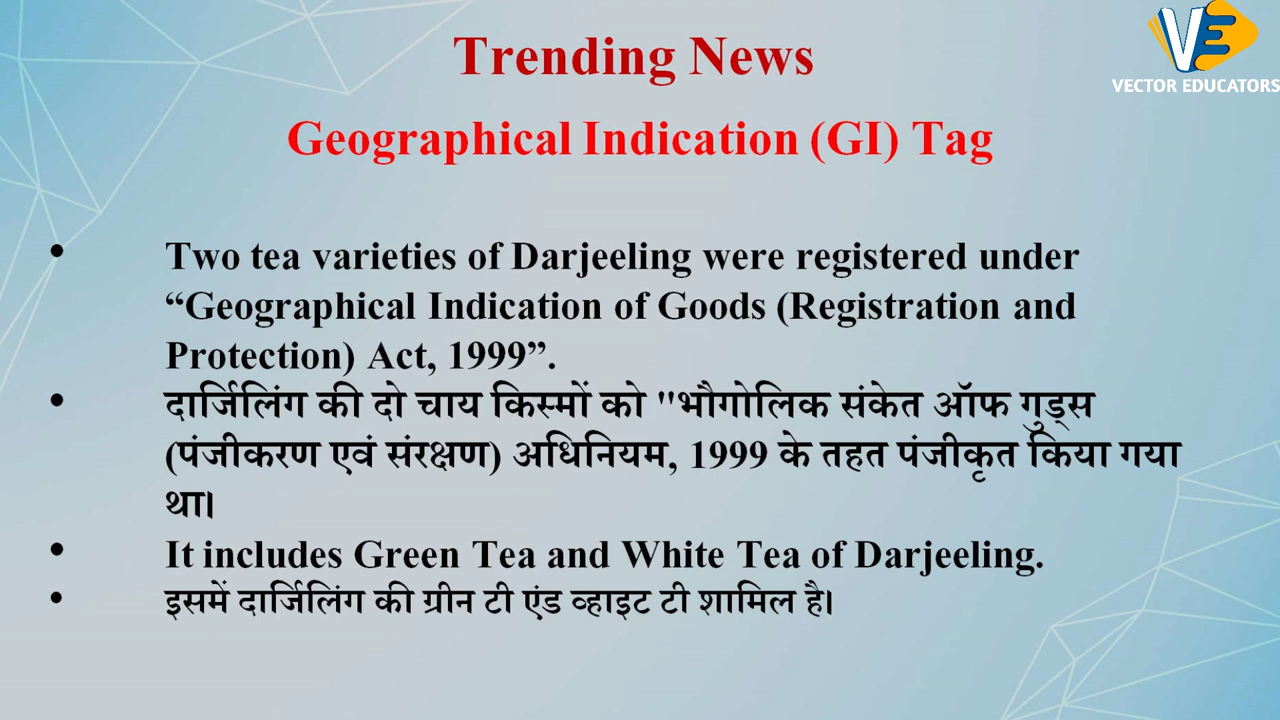 VECTOR EDUCATORS
Trending News
Geographical Indication (GI) Tag
• Two tea varieties of Darjeeling were registered under
“Geographical Indication of Goods (Registration and
Protection) Act, 1999”.
• दार्जिलिंग की दो चाय किस्मों को "भौगोलिक संकेत ऑफ गुड्स
(पंजीकरण एवं संरक्षण) अधिनियम, 1999 के तहत पंजीकृत किया गया
था।
• It includes Green Tea and White Tea of Darjeeling.
• इसमें दार्जिलिंग की ग्रीन टी एंड व्हाइट टी शामिल है।